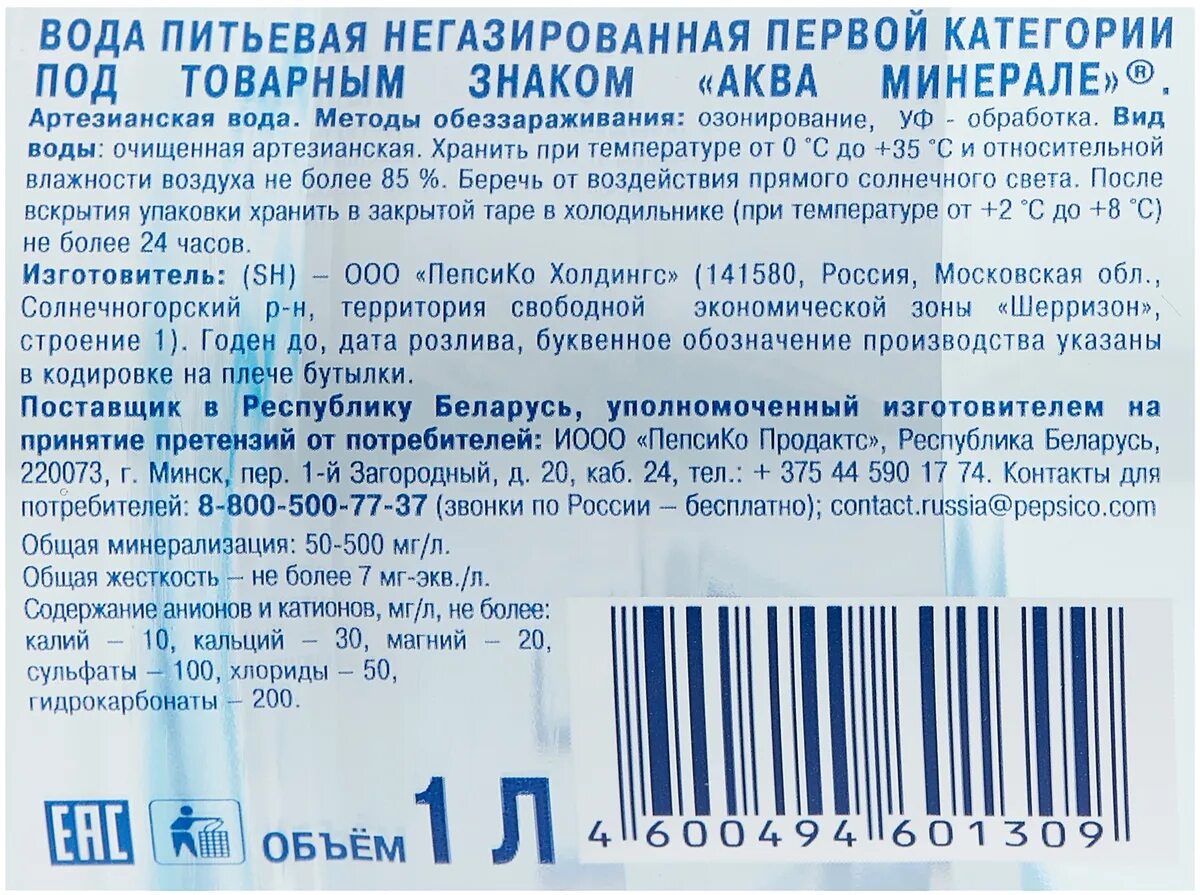 ВОДА ПИТЬЕВАЯ НЕГАЗИРОВАННАЯ ПЕРВОЙ КАТЕГОРИИ
ПОД ТОВАРНЫМ ЗНАКОМ «АКВА МИНЕРАЛЕ»®.
Артезианская вода. Методы обеззараживания: озонирование, УФ - обработка. Вид
воды: очищенная артезианская. Хранить при температуре от 0 °C до +35 °C и относительной
влажности воздуха не более 85 %. Беречь от воздействия прямого солнечного света. После
вскрытия упаковки хранить в закрытой таре в холодильнике (при температуре от +2 °C до +8 °C)
не более 24 часов.
Изготовитель: (SH) – ООО «ПепсиКо Холдингс» (141580, Россия, Московская обл.,
Солнечногорский р-н, территория свободной экономической зоны «Шерризон»,
строение 1). Годен до, дата розлива, буквенное обозначение производства указаны
в кодировке на плече бутылки.
Поставщик в Республику Беларусь, уполномоченный изготовителем на
принятие претензий от потребителей: ИООО «ПепсиКо Продактс», Республика Беларусь,
220073, г. Минск, пер. 1-й Загородный, д. 20, каб. 24, тел.: + 375 44 590 17 74. Контакты для
потребителей: 8-800-500-77-37 (звонки по России – бесплатно); contact.russia@pepsico.com
Общая минерализация: 50-500 мг/л.
Общая жесткость – не более 7 мг-экв./л.
Содержание анионов и катионов, мг/л, не более:
калий – 10, кальций – 30, магний – 20,
сульфаты – 100, хлориды – 50,
гидрокарбонаты – 200.
EAC
ОБЪЁМ 1 Л
4 600494 601309